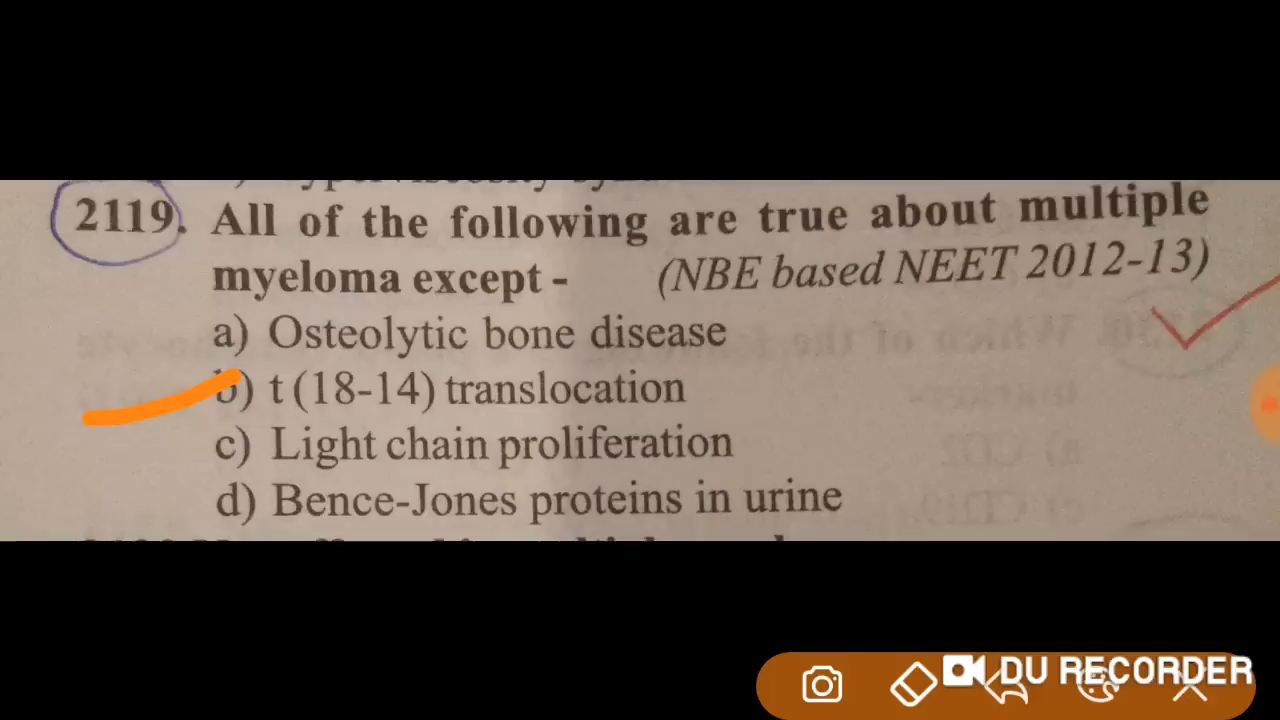 2119. All of the following are true about multiple
myeloma except - (NBE based NEET 2012-13)
a) Osteolytic bone disease
b) t (18-14) translocation
c) Light chain proliferation
d) Bence-Jones proteins in urine
DU RECORDER